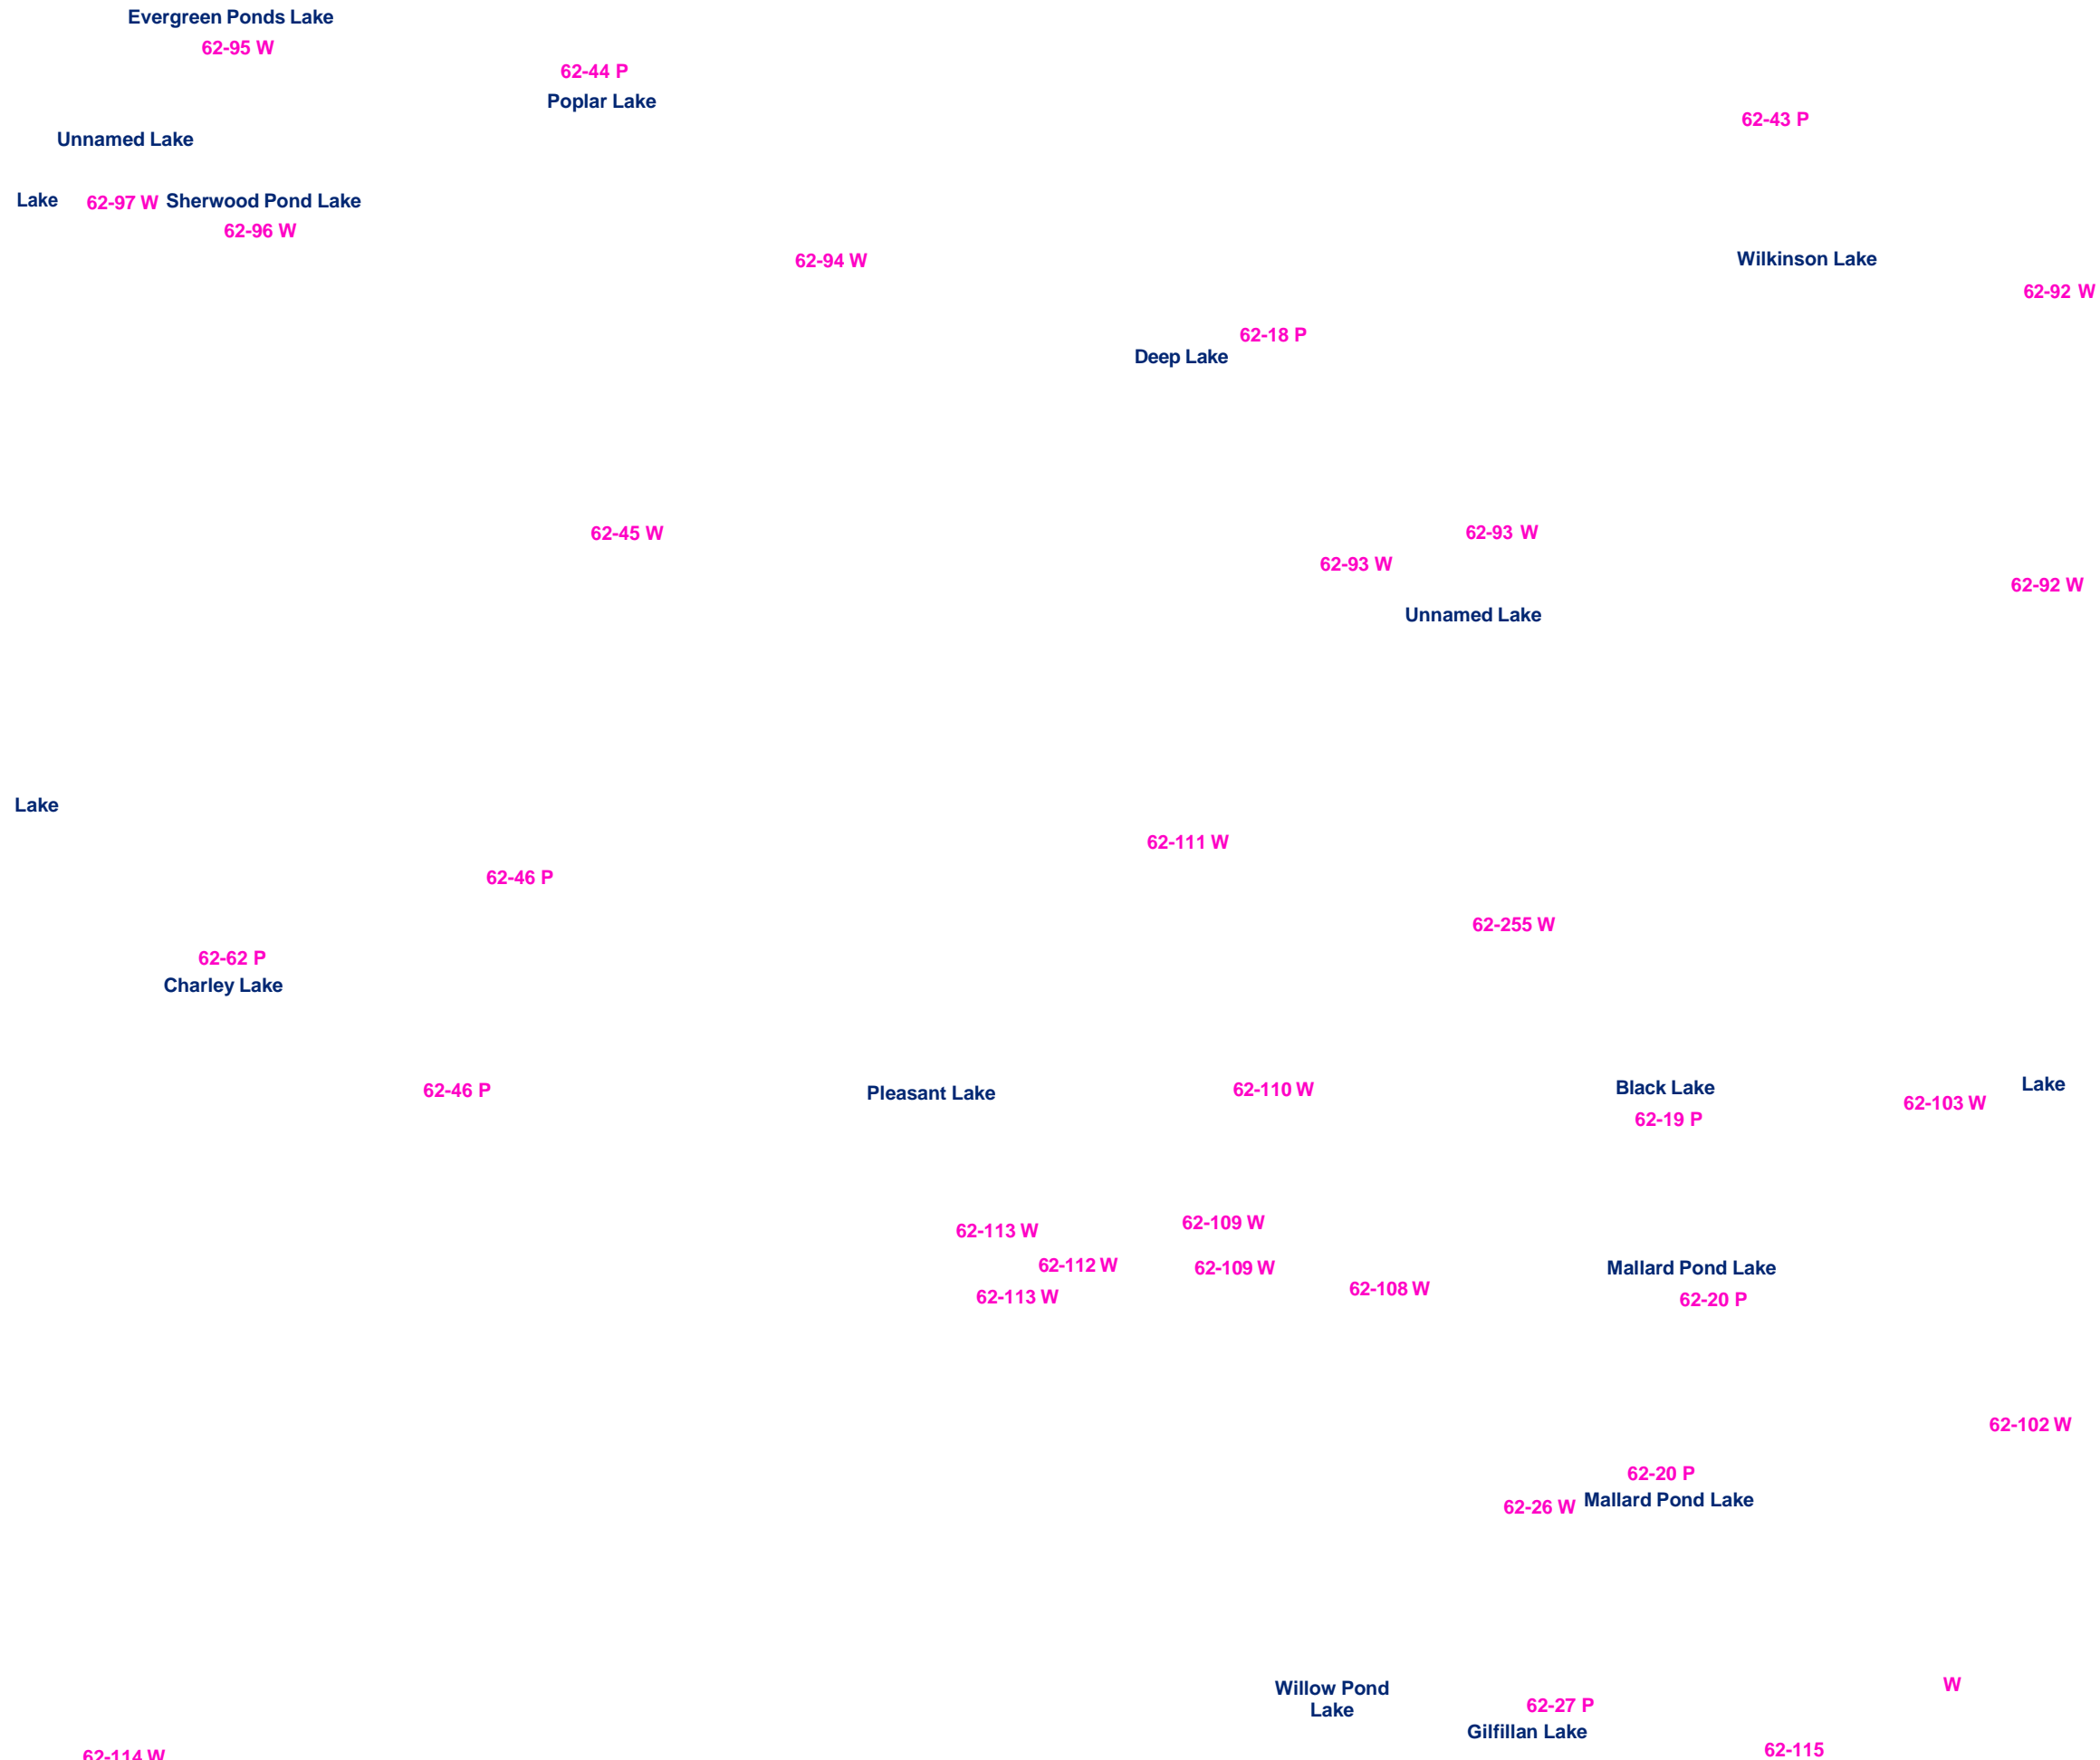 Evergreen Ponds Lake
62-95 W
62-44 P
Poplar Lake
62-43 P
Unnamed Lake
Lake
62-97 W
Sherwood Pond Lake
62-96 W
62-94 W
Wilkinson Lake
62-92 W
62-18 P
Deep Lake
62-45 W
62-93 W
62-93 W
62-92 W
Unnamed Lake
Lake
62-111 W
62-46 P
62-255 W
62-62 P
Charley Lake
62-46 P
Pleasant Lake
62-110 W
Black Lake
62-19 P
62-103 W
Lake
62-113 W
62-109 W
62-112 W
62-109 W
62-113 W
62-108 W
Mallard Pond Lake
62-20 P
62-102 W
62-20 P
62-26 W
Mallard Pond Lake
Willow Pond
Lake
62-27 P
Gilfillan Lake
W
62-115
62-114 W